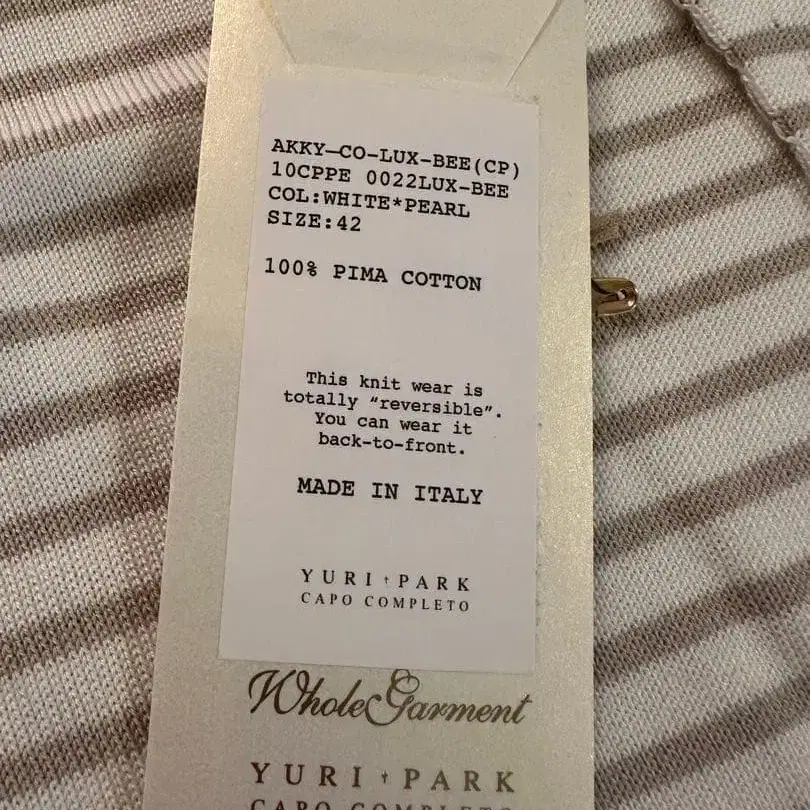 AKKY-CO-LUX-BEE(CP)
10CPPE 0022LUX-BEE
COL:WHITE*PEARL
SIZE:42
100% PIMA COTTON
This knit wear is
totally “reversible”.
You can wear it
back-to-front.
MADE IN ITALY
YURI PARK
CAPO COMPLETO
WholeGarment
YURI PARK
CAPO COMPLETO